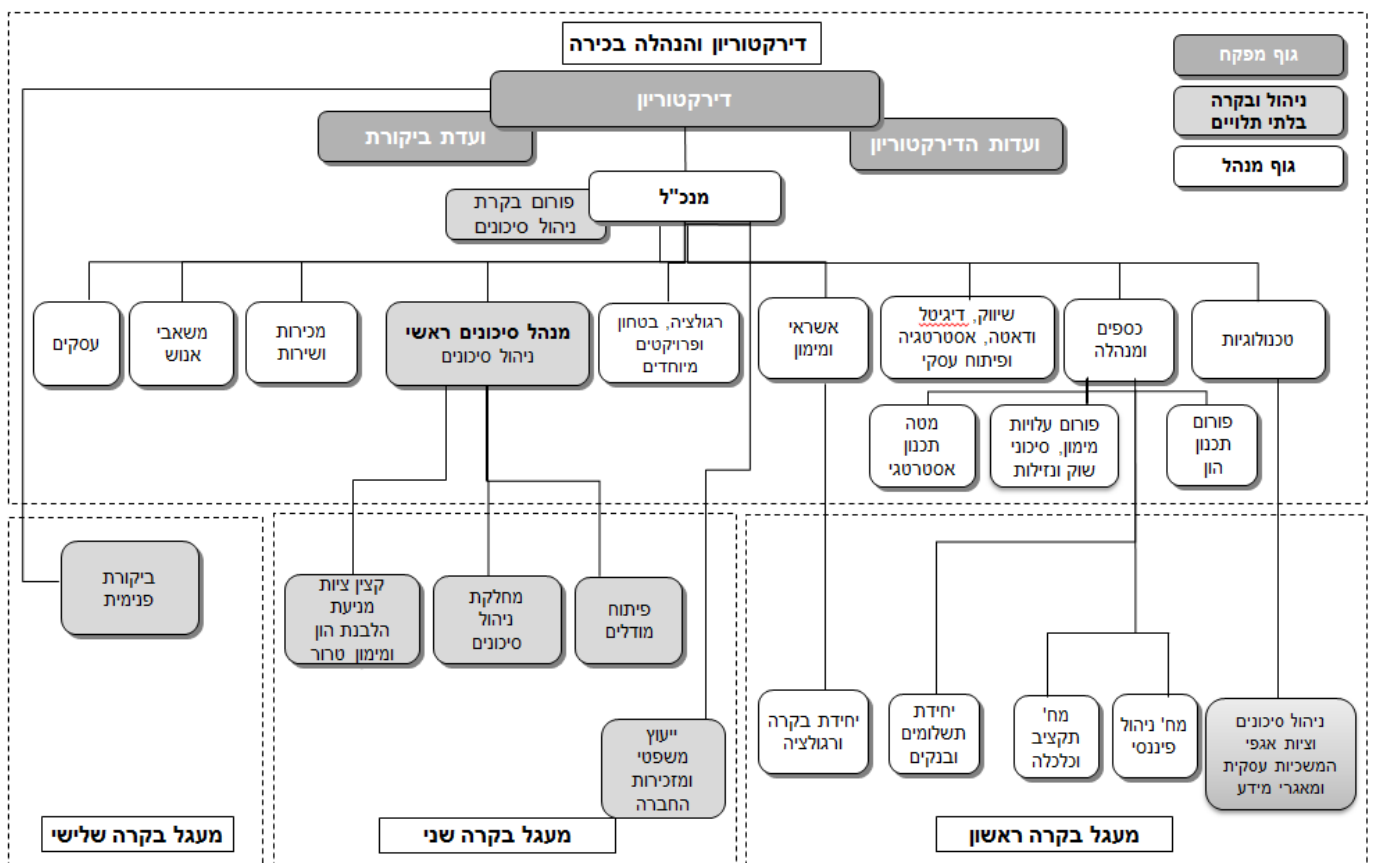 דירקטוריון והנהלה בכירה
גוף מפקח
ניהול ובקרה
בלתי תלויים
גוף מנהל
דירקטוריון
ועדות הדירקטוריון
ועדת ביקורת
מנכ"ל
פורום בקרת
ניהול סיכונים
טכנולוגיות
כספים
ומנהלה
שיווק, דיגיטל
ודאטה, אסטרטגיה
ופיתוח עסקי
אשראי
ומימון
רגולציה, בטחון
ופרויקטים
מיוחדים
מנהל סיכונים ראשי
ניהול סיכונים
מכירות
ושירות
משאבי
אנוש
עסקים
פורום
תכנון
הון
פורום עלויות
מימון, סיכוני
שוק ונזילות
מטה
תכנון
אסטרטגי
ניהול סיכונים
וציות אגפי
המשכיות עסקית
ומאגרי מידע
מח' ניהול
פיננסי
מח'
תקציב
וכלכלה
יחידת
תשלומים
ובנקים
יחידת בקרה
ורגולציה
מעגל בקרה ראשון
פיתוח
מודלים
מחלקת
ניהול
סיכונים
קצין ציות
מניעת
הלבנת הון
ומימון טרור
ייעוץ
משפטי
ומזכירות
החברה
מעגל בקרה שני
ביקורת
פנימית
מעגל בקרה שלישי